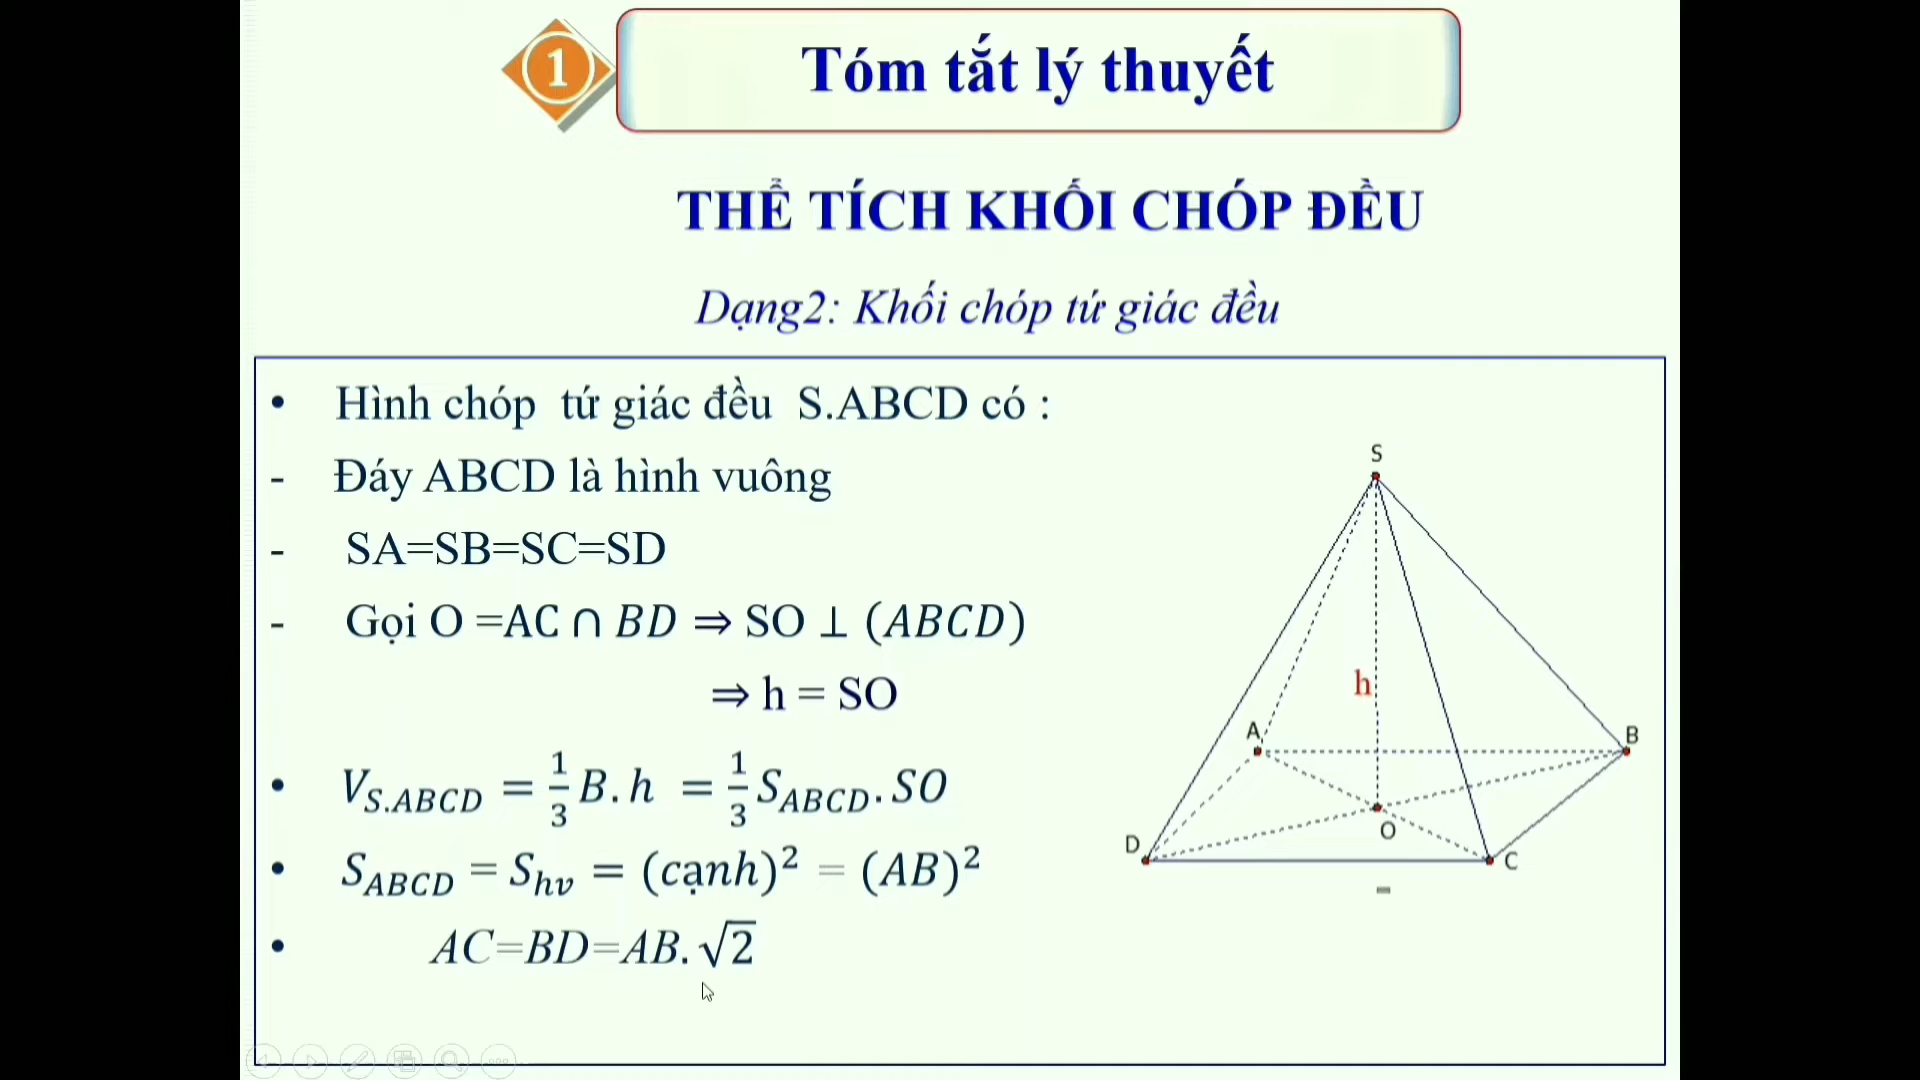 1
Tóm tắt lý thuyết
THỂ TÍCH KHỐI CHÓP ĐỀU
Dạng2: Khối chóp tứ giác đều
• Hình chóp tứ giác đều S.ABCD có :
- Đáy ABCD là hình vuông
- SA=SB=SC=SD
- Gọi O =AC ∩ BD ⇒ SO ⊥ (ABCD)
⇒ h = SO
• V_{S.ABCD} = 1/3 B.h = 1/3 S_{ABCD}.SO
• S_{ABCD} = S_{hv} = (cạnh)² = (AB)²
• AC=BD=AB.√2
S
h
A
B
O
D
C